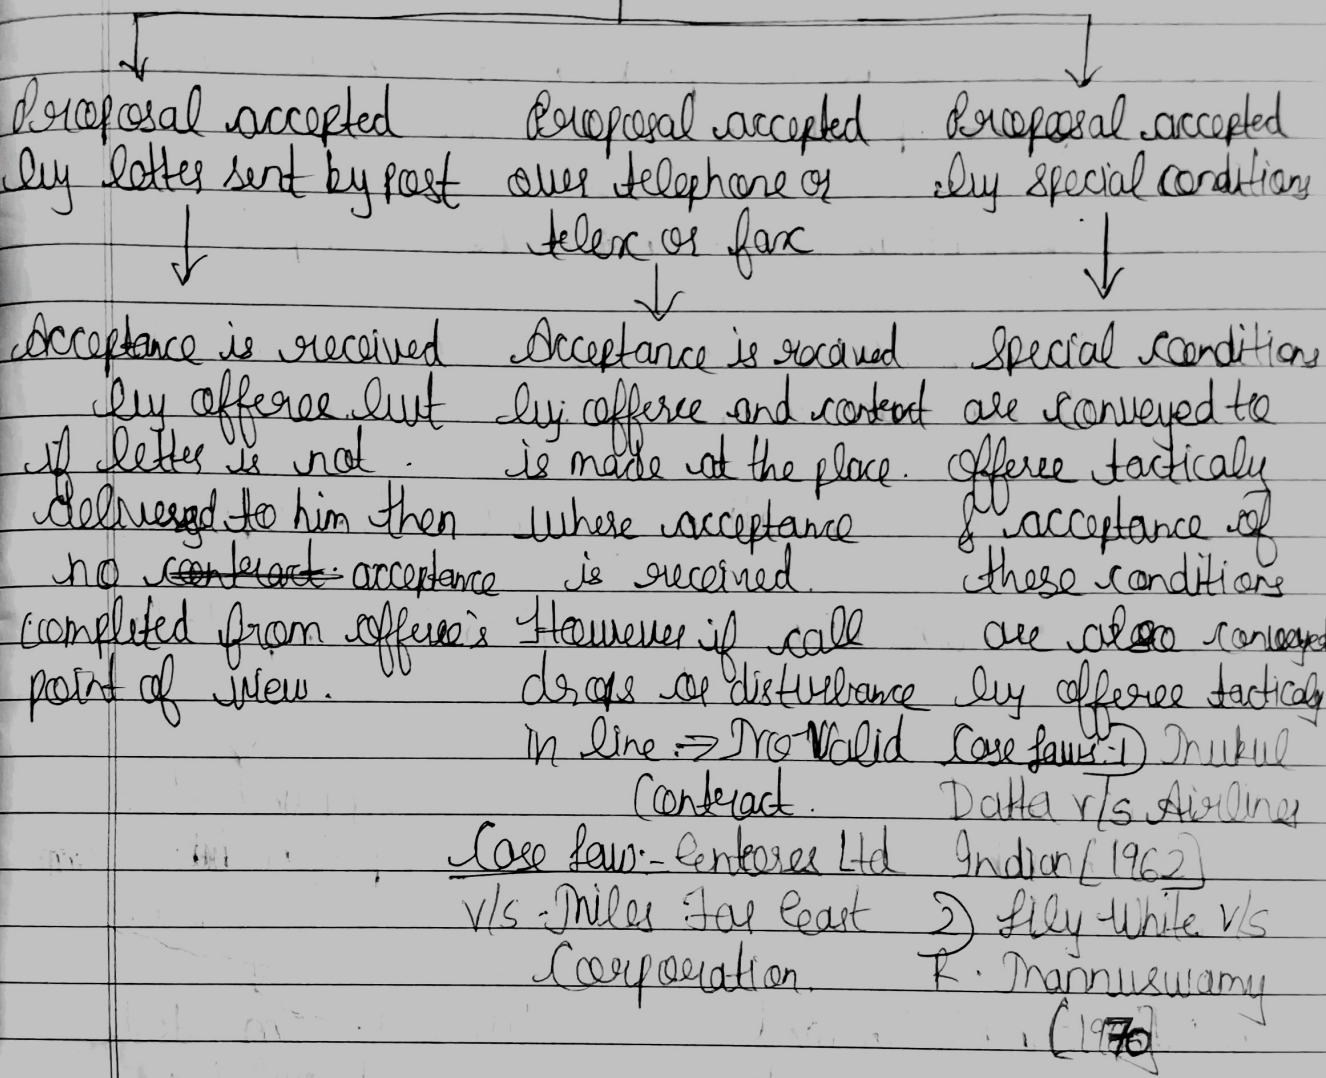 Proposal accepted
by letter sent by post
Acceptance is received
by offeree but
if letter is not
delivered to him then
no contract acceptance
completed from offeree's
point of view.
Proposal accepted
over telephone or
telex or fax
Acceptance is received
by offeree and contract
is made at the place
where acceptance
is received.
However if call
drops or disturbance
in line => No Valid
Contract.
Case law:- Entores Ltd
v/s Miles Far East
Corporation.
Proposal accepted
by special conditions
Special conditions
are conveyed to
offeree tacticaly
& acceptance of
these conditions
are also conveyed
by offeree tacticaly
Case laws:- 1) Mukul
Datta v/s Airlines
Indian [1962]
2) Lily White v/s
R. Mannuswamy
[1970]